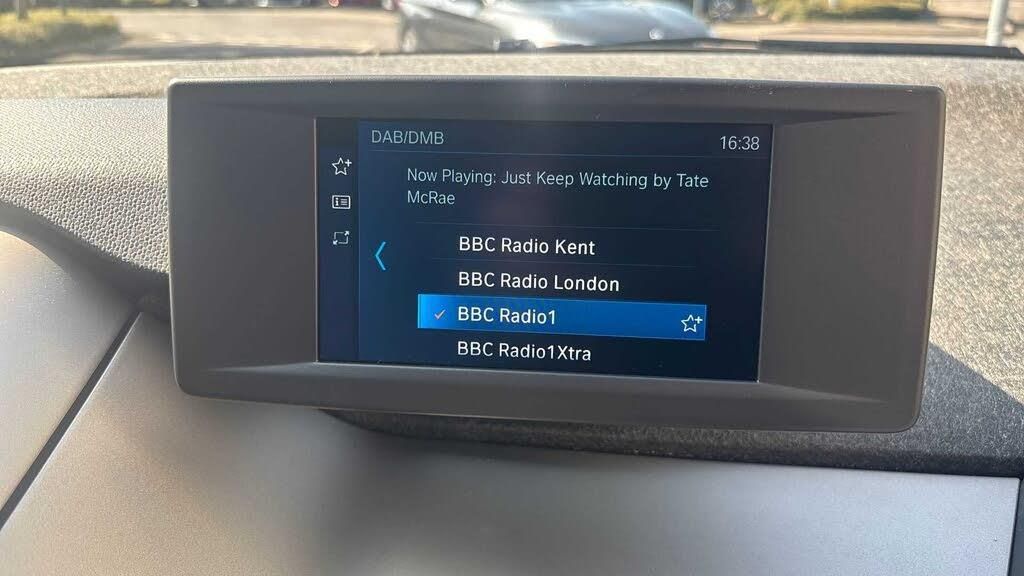 DAB/DMB
16:38
Now Playing: Just Keep Watching by Tate
McRae
BBC Radio Kent
BBC Radio London
BBC Radio1
BBC Radio1Xtra